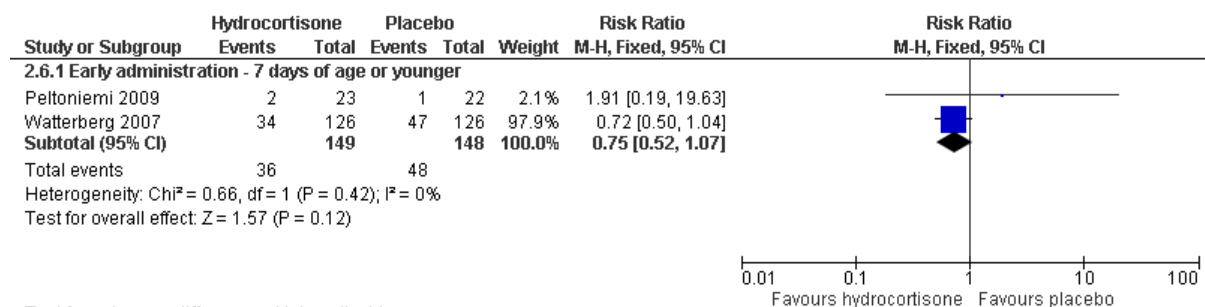 Hydrocortisone Placebo Risk Ratio Risk Ratio
Study or Subgroup Events Total Events Total Weight M-H, Fixed, 95% CI M-H, Fixed, 95% CI
2.6.1 Early administration - 7 days of age or younger
Peltoniemi 2009 2 23 1 22 2.1% 1.91 [0.19, 19.63]
Watterberg 2007 34 126 47 126 97.9% 0.72 [0.50, 1.04]
Subtotal (95% CI) 149 148 100.0% 0.75 [0.52, 1.07]
Total events 36 48
Heterogeneity: Chi² = 0.66, df = 1 (P = 0.42); I² = 0%
Test for overall effect: Z = 1.57 (P = 0.12)
0.01 0.1 1 10 100
Favours hydrocortisone Favours placebo